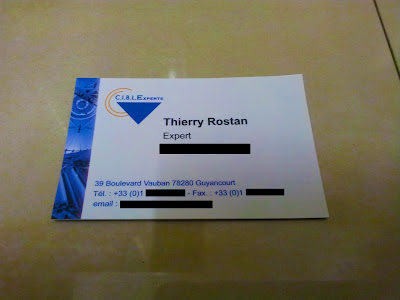 C.I.B.L.EXPERTS
Thierry Rostan
Expert
39 Boulevard Vauban 78280 Guyancourt
Tél. : +33 (0)1 - Fax. : +33 (0)1
email :